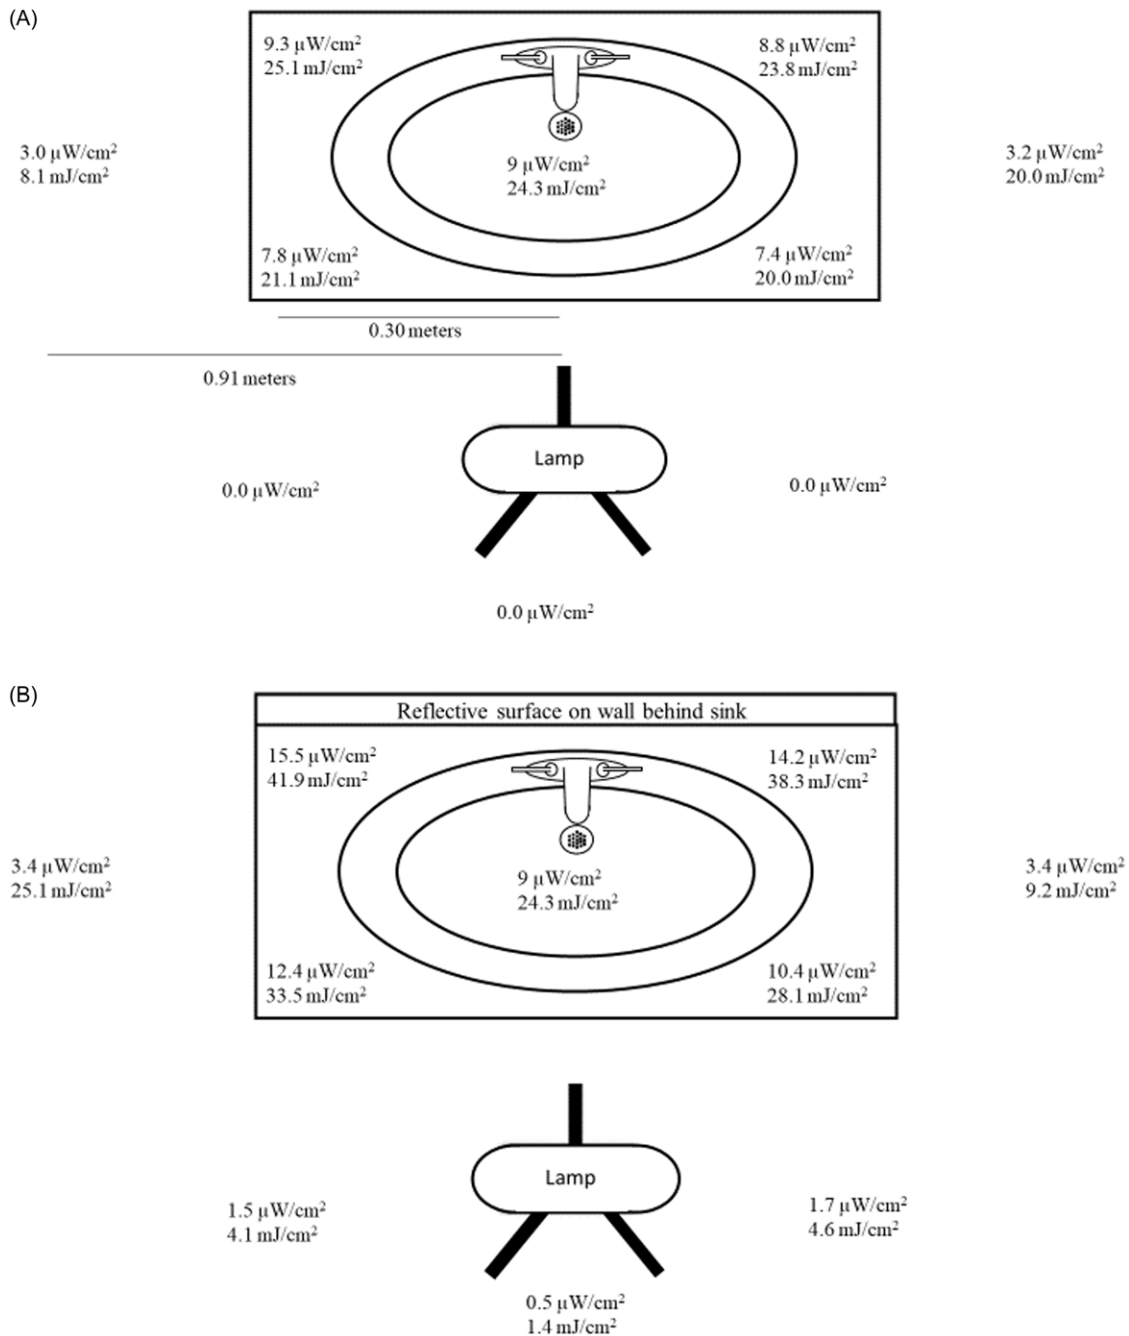 (A)
9.3 µW/cm²
25.1 mJ/cm²
8.8 µW/cm²
23.8 mJ/cm²
3.0 µW/cm²
8.1 mJ/cm²
9 µW/cm²
24.3 mJ/cm²
3.2 µW/cm²
20.0 mJ/cm²
7.8 µW/cm²
21.1 mJ/cm²
7.4 µW/cm²
20.0 mJ/cm²
0.30 meters
0.91 meters
Lamp
0.0 µW/cm²
0.0 µW/cm²
0.0 µW/cm²
(B)
Reflective surface on wall behind sink
15.5 µW/cm²
41.9 mJ/cm²
14.2 µW/cm²
38.3 mJ/cm²
3.4 µW/cm²
25.1 mJ/cm²
9 µW/cm²
24.3 mJ/cm²
3.4 µW/cm²
9.2 mJ/cm²
12.4 µW/cm²
33.5 mJ/cm²
10.4 µW/cm²
28.1 mJ/cm²
Lamp
1.5 µW/cm²
4.1 mJ/cm²
1.7 µW/cm²
4.6 mJ/cm²
0.5 µW/cm²
1.4 mJ/cm²